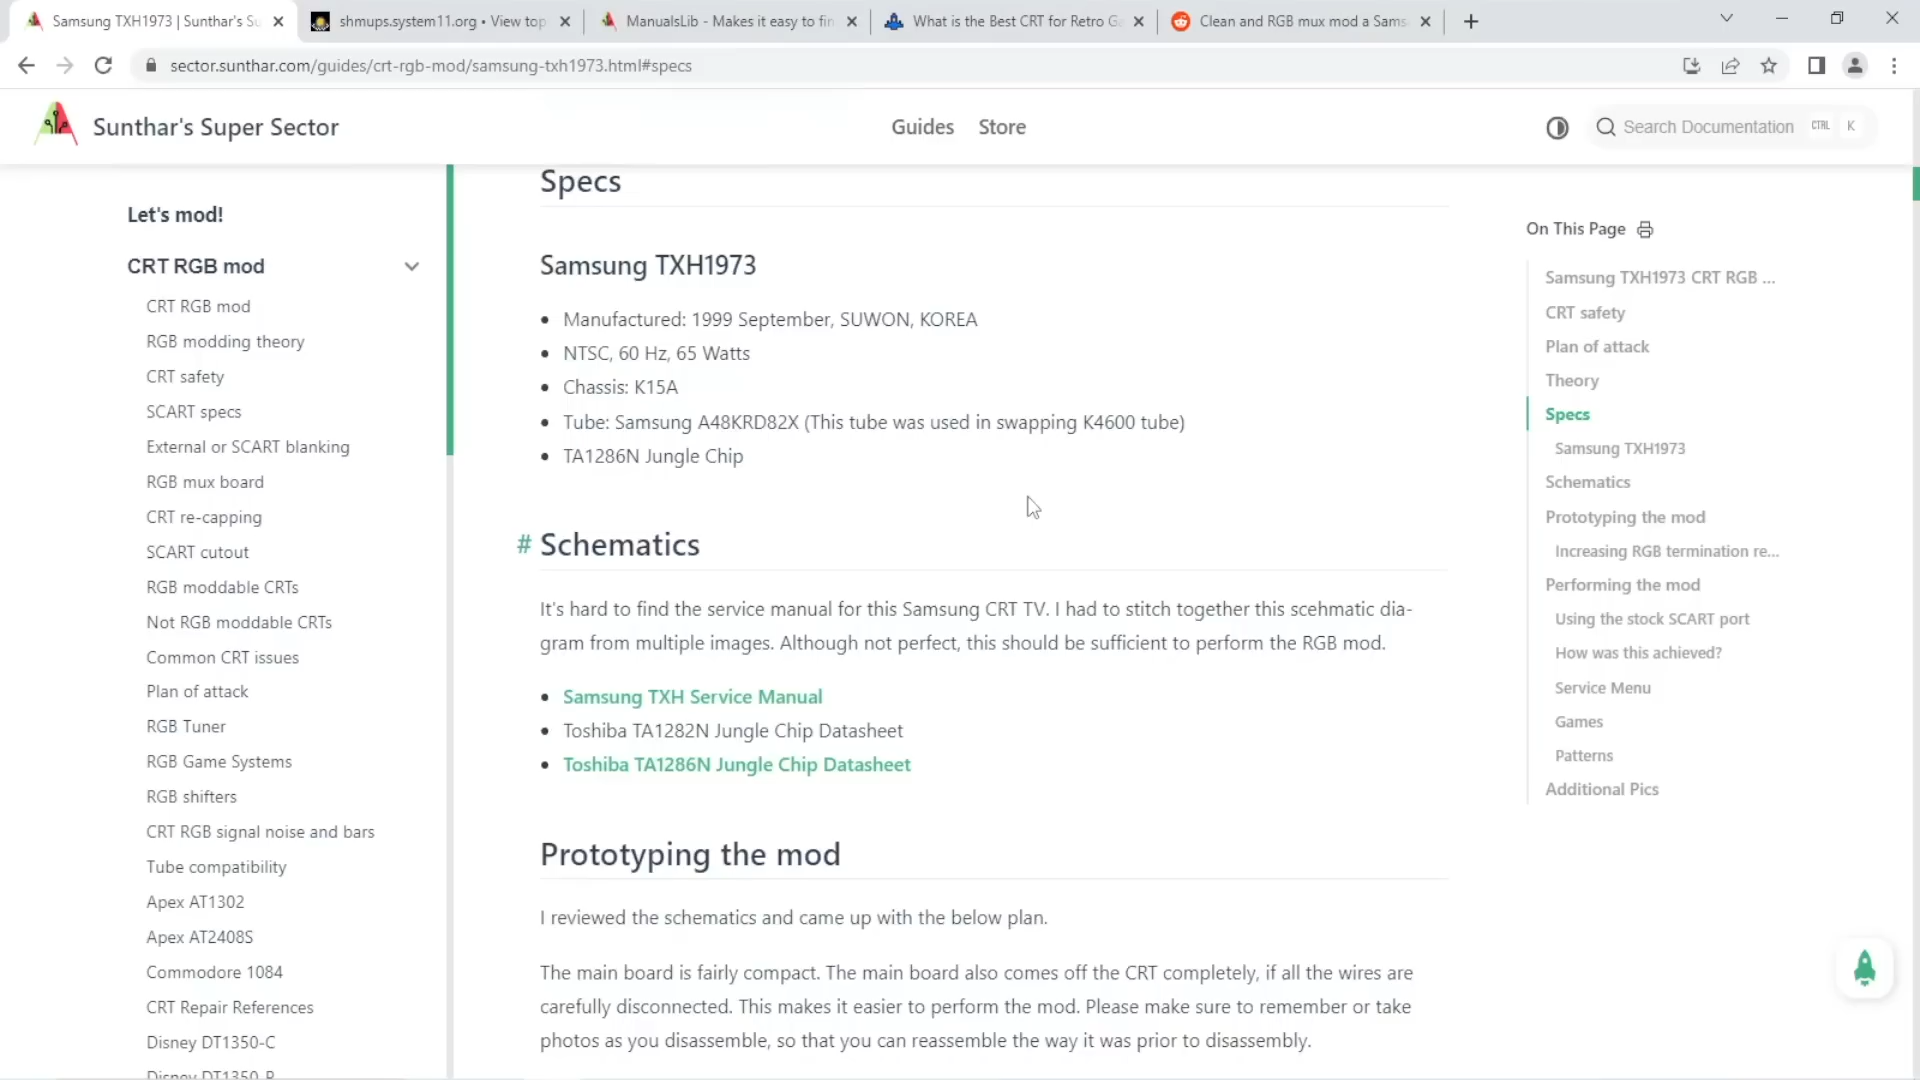 Samsung TXH1973 | Sunthar's Su
shmups.system11.org • View top
ManualsLib - Makes it easy to fin
What is the Best CRT for Retro Ga
Clean and RGB mux mod a Sams
sector.sunthar.com/guides/crt-rgb-mod/samsung-txh1973.html#specs
Sunthar's Super Sector
Guides
Store
Search Documentation
CTRL
K
Let's mod!
CRT RGB mod
CRT RGB mod
RGB modding theory
CRT safety
SCART specs
External or SCART blanking
RGB mux board
CRT re-capping
SCART cutout
RGB moddable CRTs
Not RGB moddable CRTs
Common CRT issues
Plan of attack
RGB Tuner
RGB Game Systems
RGB shifters
CRT RGB signal noise and bars
Tube compatibility
Apex AT1302
Apex AT2408S
Commodore 1084
CRT Repair References
Disney DT1350-C
Disney DT1350-P
Specs
Samsung TXH1973
• Manufactured: 1999 September, SUWON, KOREA
• NTSC, 60 Hz, 65 Watts
• Chassis: K15A
• Tube: Samsung A48KRD82X (This tube was used in swapping K4600 tube)
• TA1286N Jungle Chip
# Schematics
It's hard to find the service manual for this Samsung CRT TV. I had to stitch together this scehmatic dia-
gram from multiple images. Although not perfect, this should be sufficient to perform the RGB mod.
• Samsung TXH Service Manual
• Toshiba TA1282N Jungle Chip Datasheet
• Toshiba TA1286N Jungle Chip Datasheet
Prototyping the mod
I reviewed the schematics and came up with the below plan.
The main board is fairly compact. The main board also comes off the CRT completely, if all the wires are
carefully disconnected. This makes it easier to perform the mod. Please make sure to remember or take
photos as you disassemble, so that you can reassemble the way it was prior to disassembly.
On This Page
Samsung TXH1973 CRT RGB ...
CRT safety
Plan of attack
Theory
Specs
Samsung TXH1973
Schematics
Prototyping the mod
Increasing RGB termination re...
Performing the mod
Using the stock SCART port
How was this achieved?
Service Menu
Games
Patterns
Additional Pics